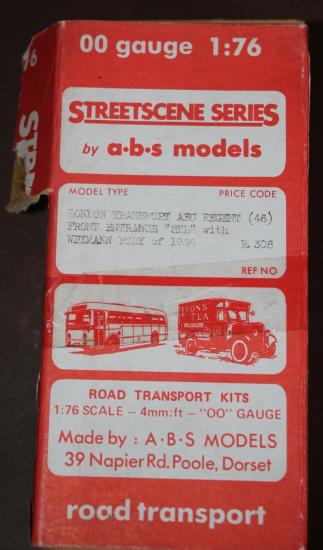 00 gauge 1:76
STREETSCENE SERIES
by a·b·s models
MODEL TYPE PRICE CODE
LONDON TRANSPORT AEC REGENT (46)
FRONT ENTRANCE "STL" with
WEYMANN BODY of 1936 R 308
REF NO
LYONS'
TEA
ROAD TRANSPORT KITS
1:76 SCALE – 4mm:ft – "OO" GAUGE
Made by: A·B·S MODELS
39 Napier Rd. Poole, Dorset
road transport